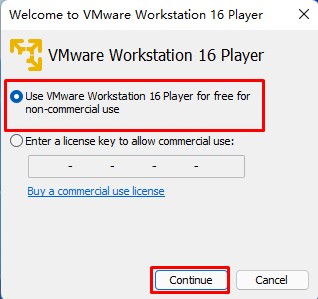 Welcome to VMware Workstation 16 Player
VMware Workstation 16 Player
Use VMware Workstation 16 Player for free for
non-commercial use
Enter a license key to allow commercial use:
- - - -
Buy a commercial use license
Continue Cancel